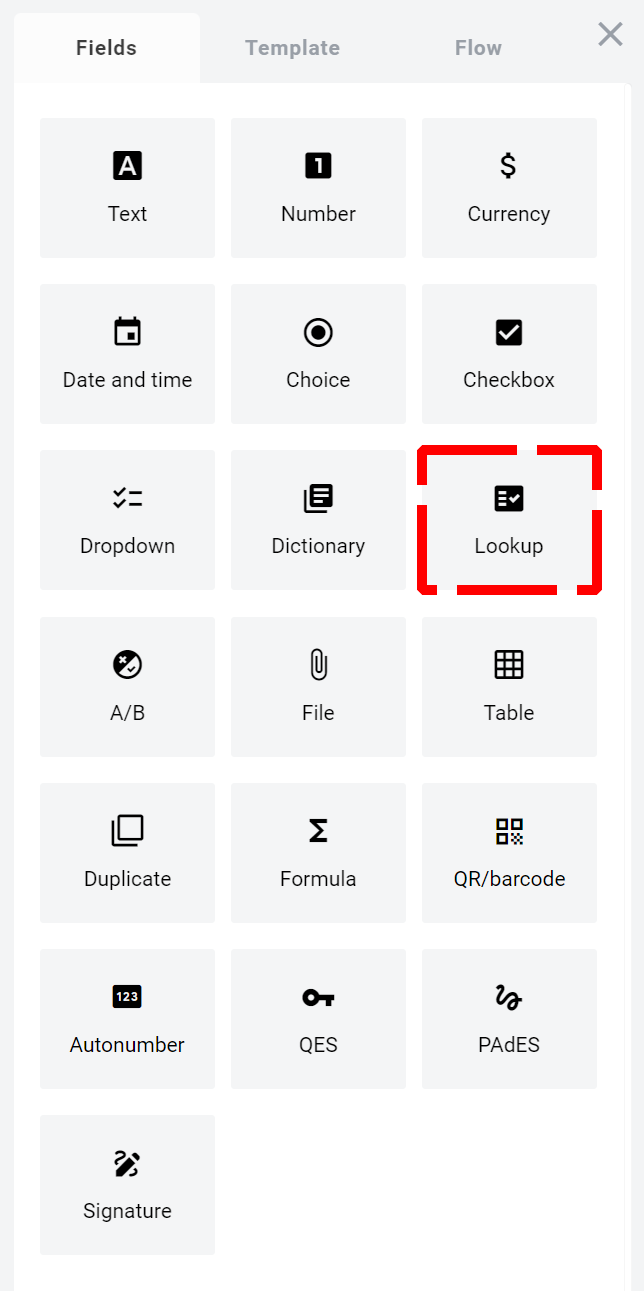 Fields Template Flow
Text Number Currency
Date and time Choice Checkbox
Dropdown Dictionary Lookup
A/B File Table
Duplicate Formula QR/barcode
123
Autonumber QES PAdES
Signature